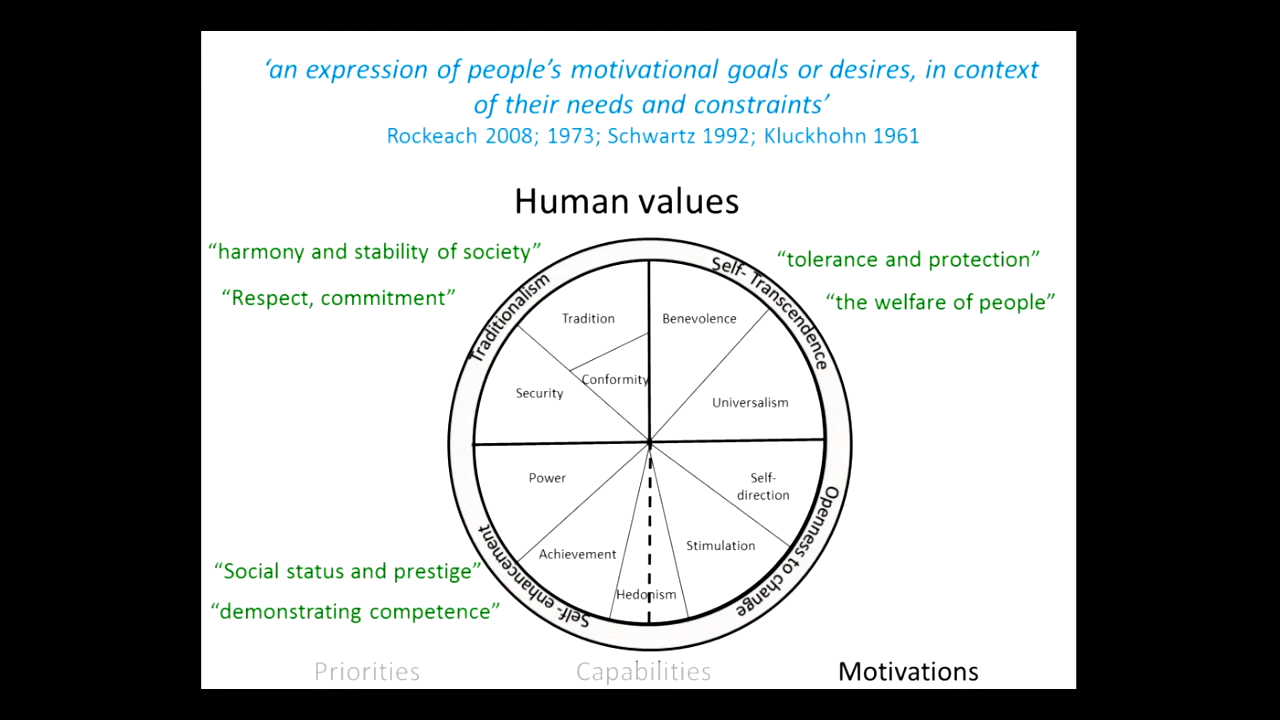 ‘an expression of people’s motivational goals or desires, in context
of their needs and constraints’
Rockeach 2008; 1973; Schwartz 1992; Kluckhohn 1961
Human values
“harmony and stability of society”
“Respect, commitment”
“tolerance and protection”
“the welfare of people”
Traditionalism
Self- Transcendence
Tradition
Benevolence
Conformity
Security
Universalism
Power
Self-
direction
Achievement
Stimulation
Hedonism
Self- enhancement
Openness to change
“Social status and prestige”
“demonstrating competence”
Priorities
Capabilities
Motivations